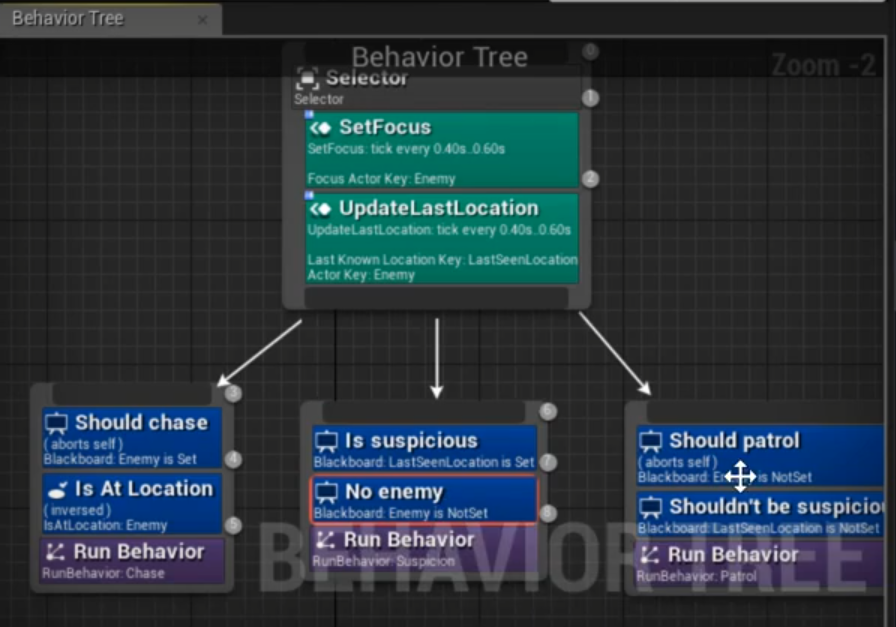 Behavior Tree
Behavior Tree
Zoom -2
0
Selector
Selector
1
SetFocus
SetFocus: tick every 0.40s..0.60s
Focus Actor Key: Enemy
2
UpdateLastLocation
UpdateLastLocation: tick every 0.40s..0.60s
Last Known Location Key: LastSeenLocation
Actor Key: Enemy
3
Should chase
( aborts self )
Blackboard: Enemy is Set
4
Is At Location
( inversed )
IsAtLocation: Enemy
5
Run Behavior
RunBehavior: Chase
6
Is suspicious
Blackboard: LastSeenLocation is Set
7
No enemy
Blackboard: Enemy is NotSet
8
Run Behavior
RunBehavior: Suspicion
Should patrol
( aborts self )
Blackboard: is NotSet
Shouldn't be
Blackboard: LastSeenLocation is NotSet
Run Behavior
RunBehavior: Patrol
BEHAVIOR TREE